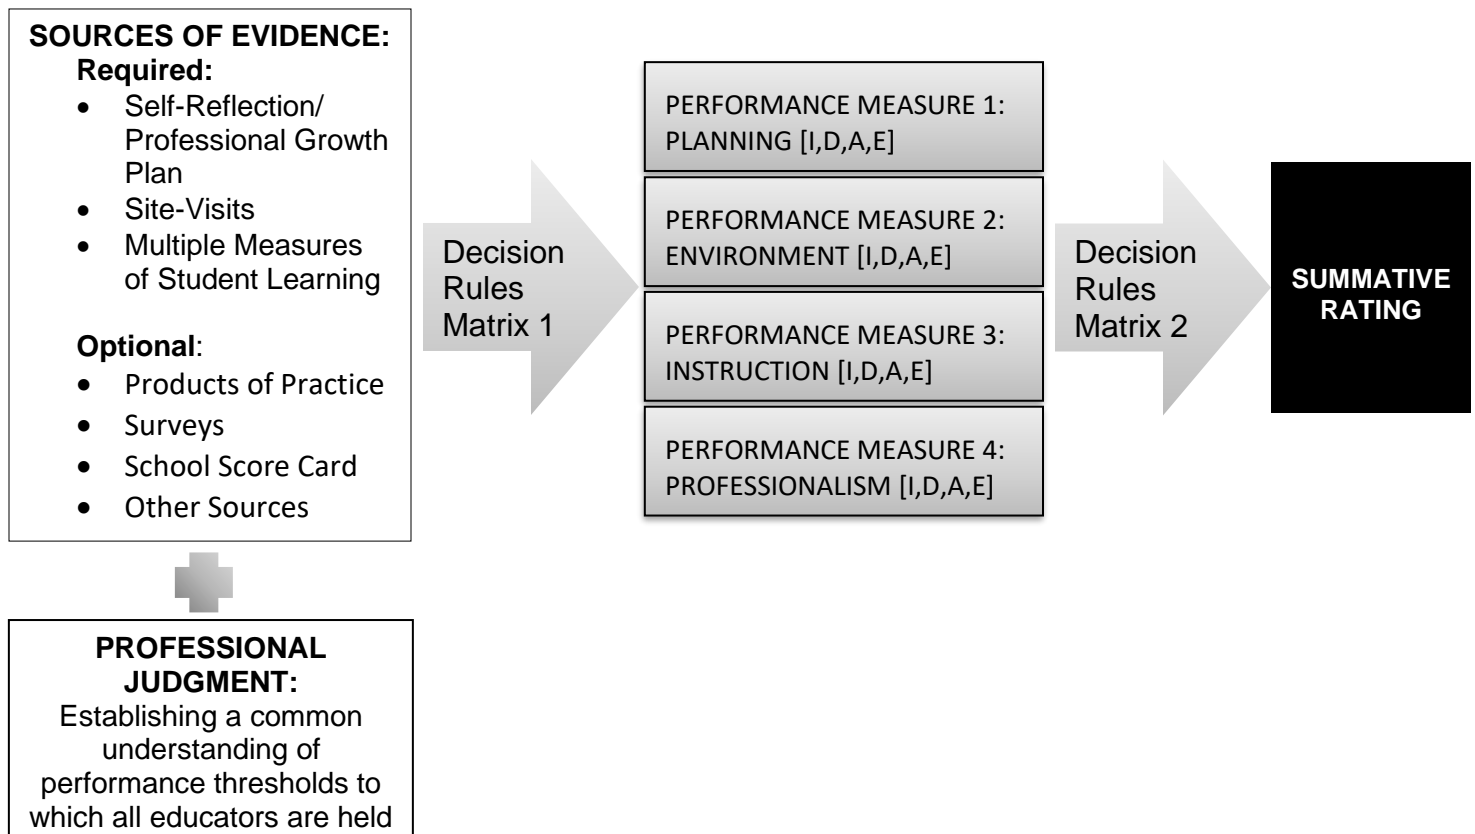 SOURCES OF EVIDENCE:
Required:
• Self-Reflection/
Professional Growth
Plan
• Site-Visits
• Multiple Measures
of Student Learning
Optional:
• Products of Practice
• Surveys
• School Score Card
• Other Sources
PROFESSIONAL
JUDGMENT:
Establishing a common
understanding of
performance thresholds to
which all educators are held
Decision
Rules
Matrix 1
PERFORMANCE MEASURE 1:
PLANNING [I,D,A,E]
PERFORMANCE MEASURE 2:
ENVIRONMENT [I,D,A,E]
PERFORMANCE MEASURE 3:
INSTRUCTION [I,D,A,E]
PERFORMANCE MEASURE 4:
PROFESSIONALISM [I,D,A,E]
Decision
Rules
Matrix 2
SUMMATIVE
RATING